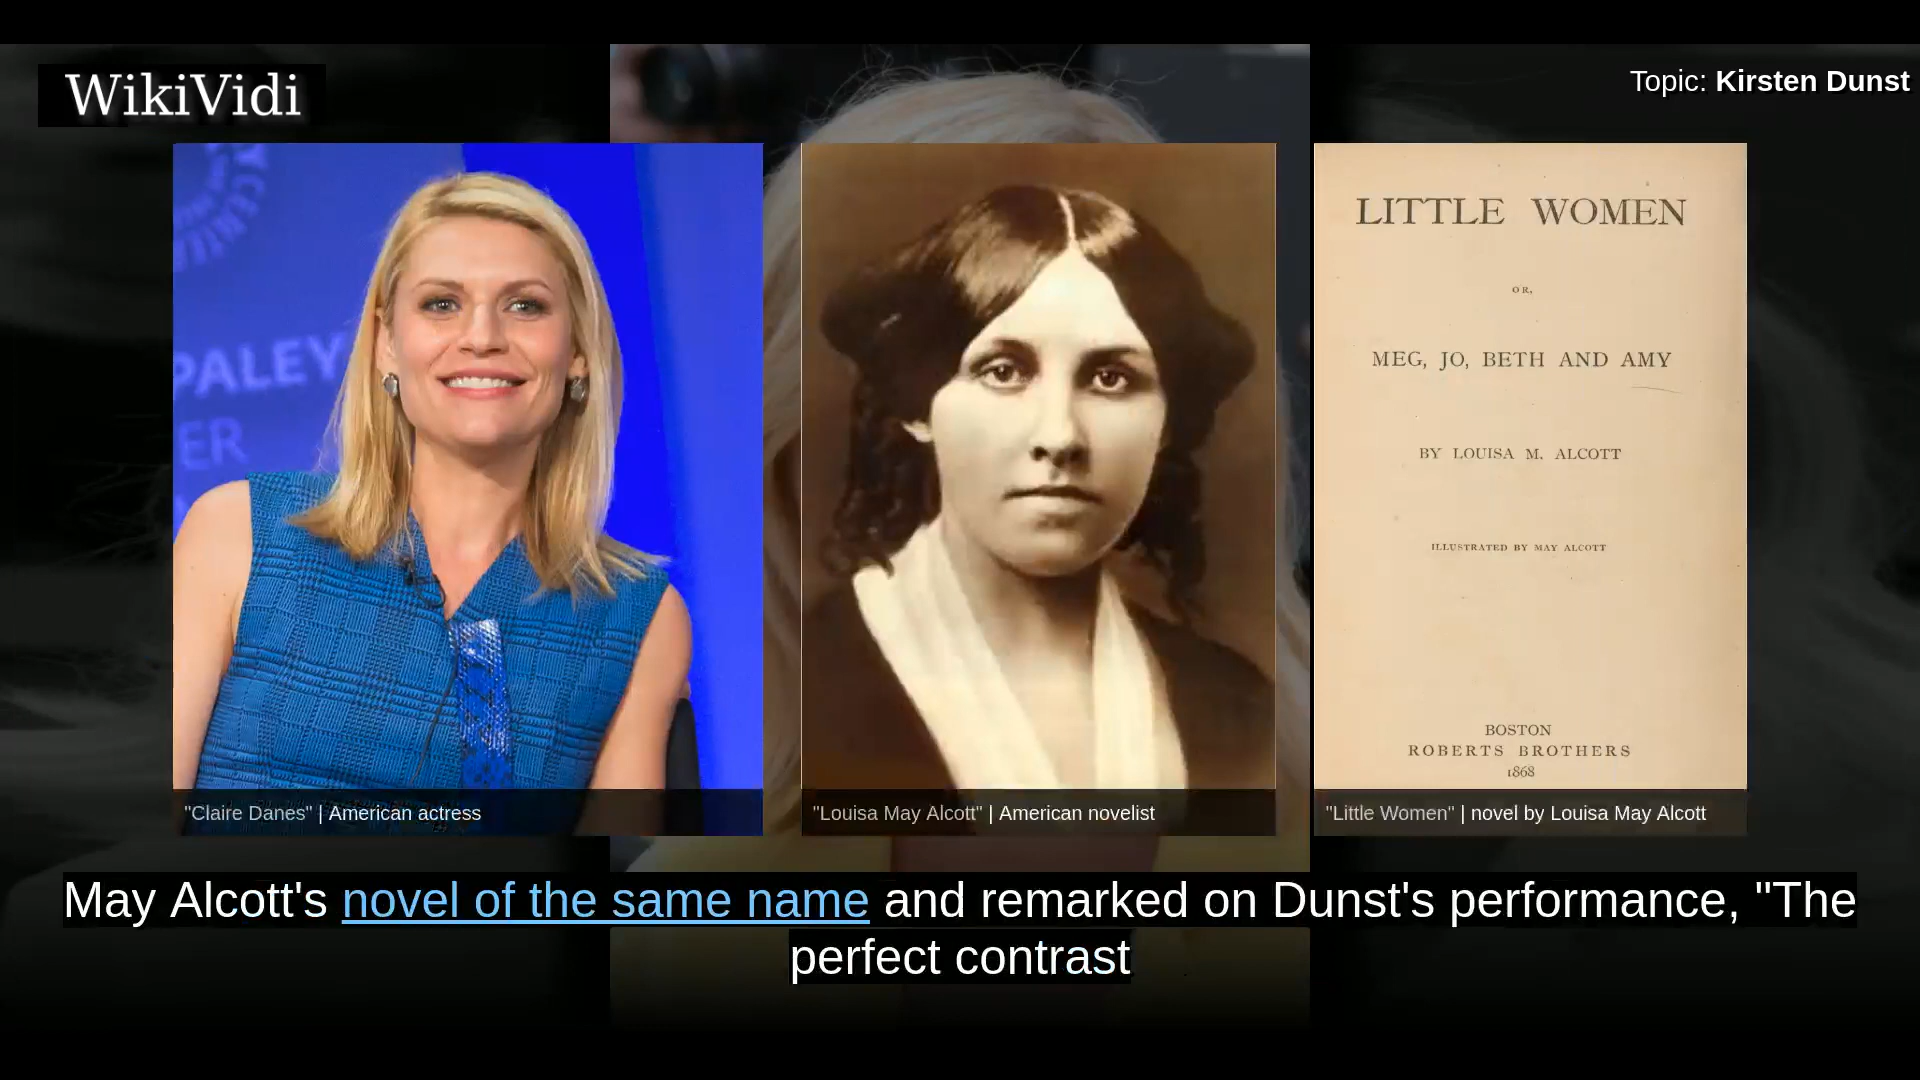 WikiVidi
Topic: Kirsten Dunst
PALEY
ER
"Claire Danes" | American actress
"Louisa May Alcott" | American novelist
LITTLE WOMEN
OR,
MEG, JO, BETH AND AMY
BY LOUISA M. ALCOTT
ILLUSTRATED BY MAY ALCOTT
BOSTON
ROBERTS BROTHERS
1868
"Little Women" | novel by Louisa May Alcott
May Alcott's novel of the same name and remarked on Dunst's performance, "The
perfect contrast